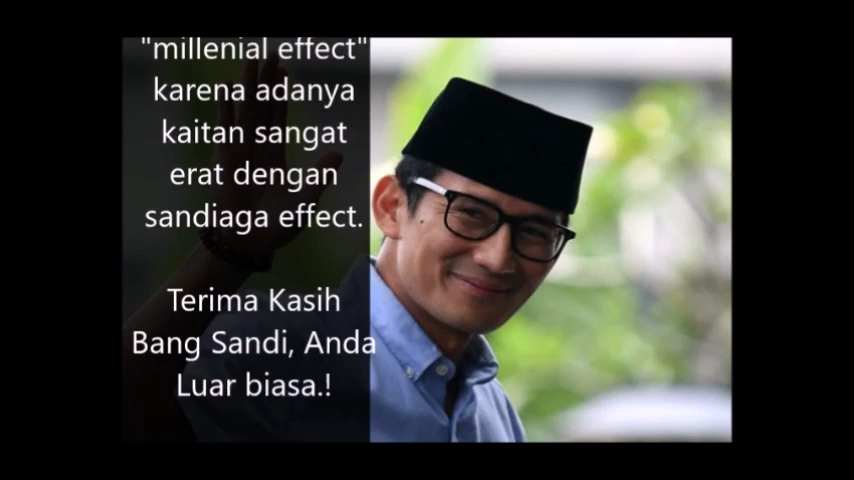 "millenial effect"
karena adanya
kaitan sangat
erat dengan
sandiaga effect.
Terima Kasih
Bang Sandi, Anda
Luar biasa.!